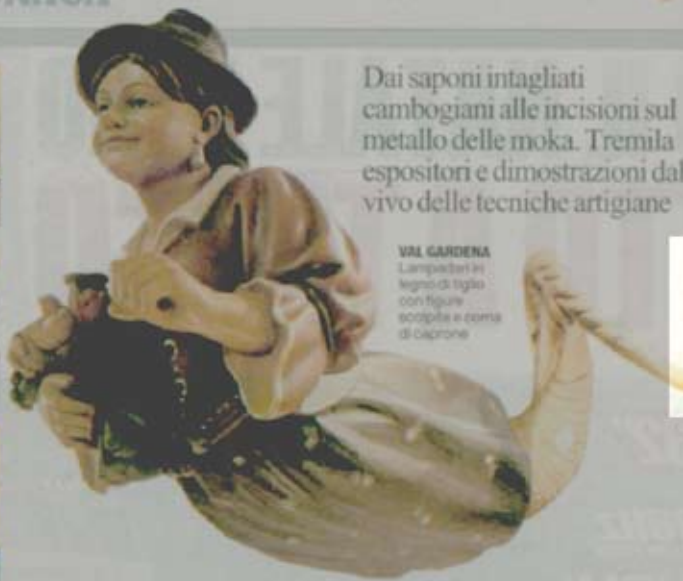 Dai saponi intagliati
cambogiani alle incisioni sul
metallo delle moka. Tremila
espositori e dimostrazioni dal
vivo delle tecniche artigiane
VAL GARDENA
Lampadari in
legno di tiglio
con figure
scolpite e corna
di caprone